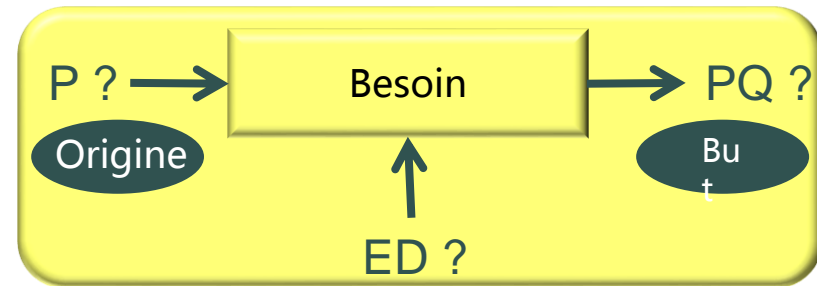 P ?
Besoin
PQ ?
Origine
Bu
t
ED ?